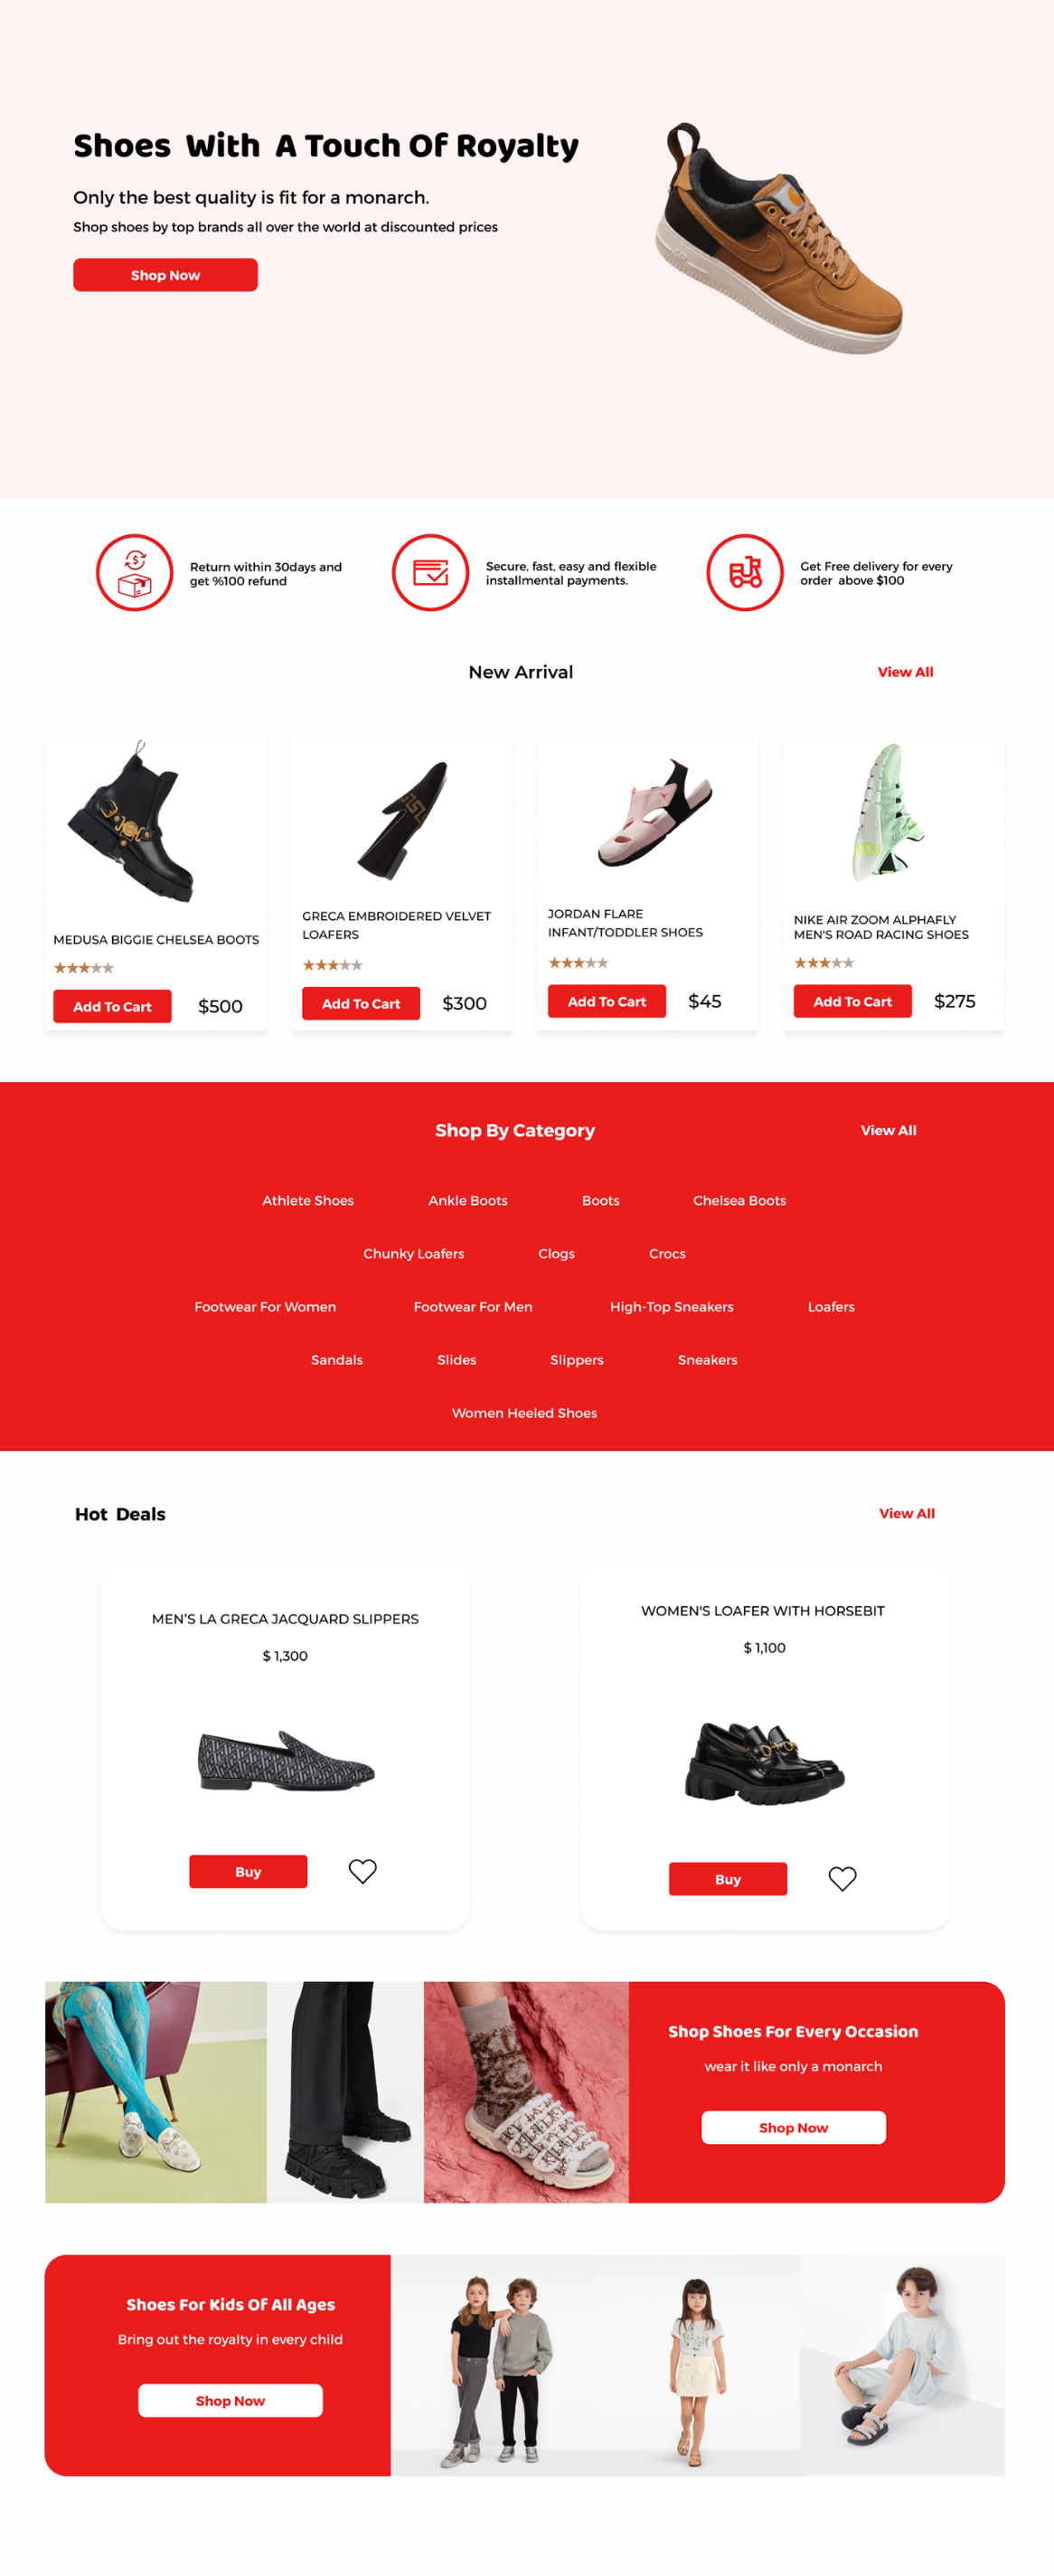 Shoes With A Touch Of Royalty
Only the best quality is fit for a monarch.
Shop shoes by top brands all over the world at discounted prices
Shop Now
Return within 30days and
get %100 refund
Secure, fast, easy and flexible
installmental payments.
Get Free delivery for every
order above $100
New Arrival
View All
MEDUSA BIGGIE CHELSEA BOOTS
Add To Cart
$500
GRECA EMBROIDERED VELVET
LOAFERS
Add To Cart
$300
JORDAN FLARE
INFANT/TODDLER SHOES
Add To Cart
$45
NIKE AIR ZOOM ALPHAFLY
MEN'S ROAD RACING SHOES
Add To Cart
$275
Shop By Category
View All
Athlete Shoes
Ankle Boots
Boots
Chelsea Boots
Chunky Loafers
Clogs
Crocs
Footwear For Women
Footwear For Men
High-Top Sneakers
Loafers
Sandals
Slides
Slippers
Sneakers
Women Heeled Shoes
Hot Deals
View All
MEN'S LA GRECA JACQUARD SLIPPERS
$ 1,300
Buy
WOMEN'S LOAFER WITH HORSEBIT
$ 1,100
Buy
Shop Shoes For Every Occasion
wear it like only a monarch
Shop Now
Shoes For Kids Of All Ages
Bring out the royalty in every child
Shop Now